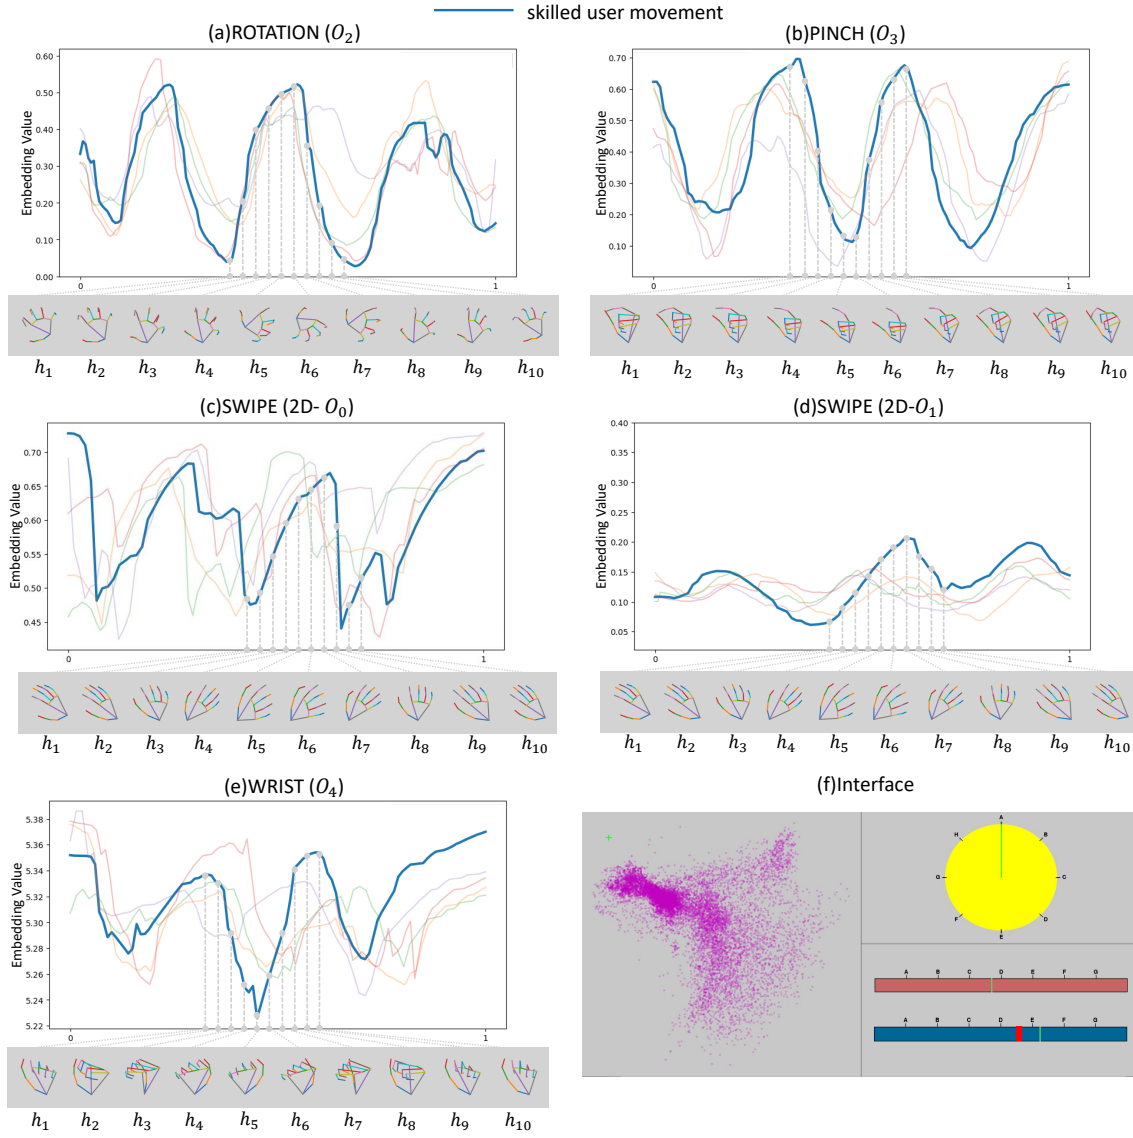 skilled user movement
(a)ROTATION (O₂)
(b)PINCH (O₃)
Embedding Value
0.60
0.50
0.40
0.30
0.20
0.10
0.00
0 1
h₁ h₂ h₃ h₄ h₅ h₆ h₇ h₈ h₉ h₁₀
Embedding Value
0.70
0.60
0.50
0.40
0.30
0.20
0.10
0 1
h₁ h₂ h₃ h₄ h₅ h₆ h₇ h₈ h₉ h₁₀
(c)SWIPE (2D- O₀)
(d)SWIPE (2D-O₁)
Embedding Value
0.70
0.65
0.60
0.55
0.50
0.45
0 1
h₁ h₂ h₃ h₄ h₅ h₆ h₇ h₈ h₉ h₁₀
Embedding Value
0.40
0.35
0.30
0.25
0.20
0.15
0.10
0.05
0 1
h₁ h₂ h₃ h₄ h₅ h₆ h₇ h₈ h₉ h₁₀
(e)WRIST (O₄)
(f)Interface
Embedding Value
5.38
5.36
5.34
5.32
5.30
5.28
5.26
5.24
5.22
0 1
h₁ h₂ h₃ h₄ h₅ h₆ h₇ h₈ h₉ h₁₀
A
H B
G C
F D
E
A B C D E F G
A B C D E F G